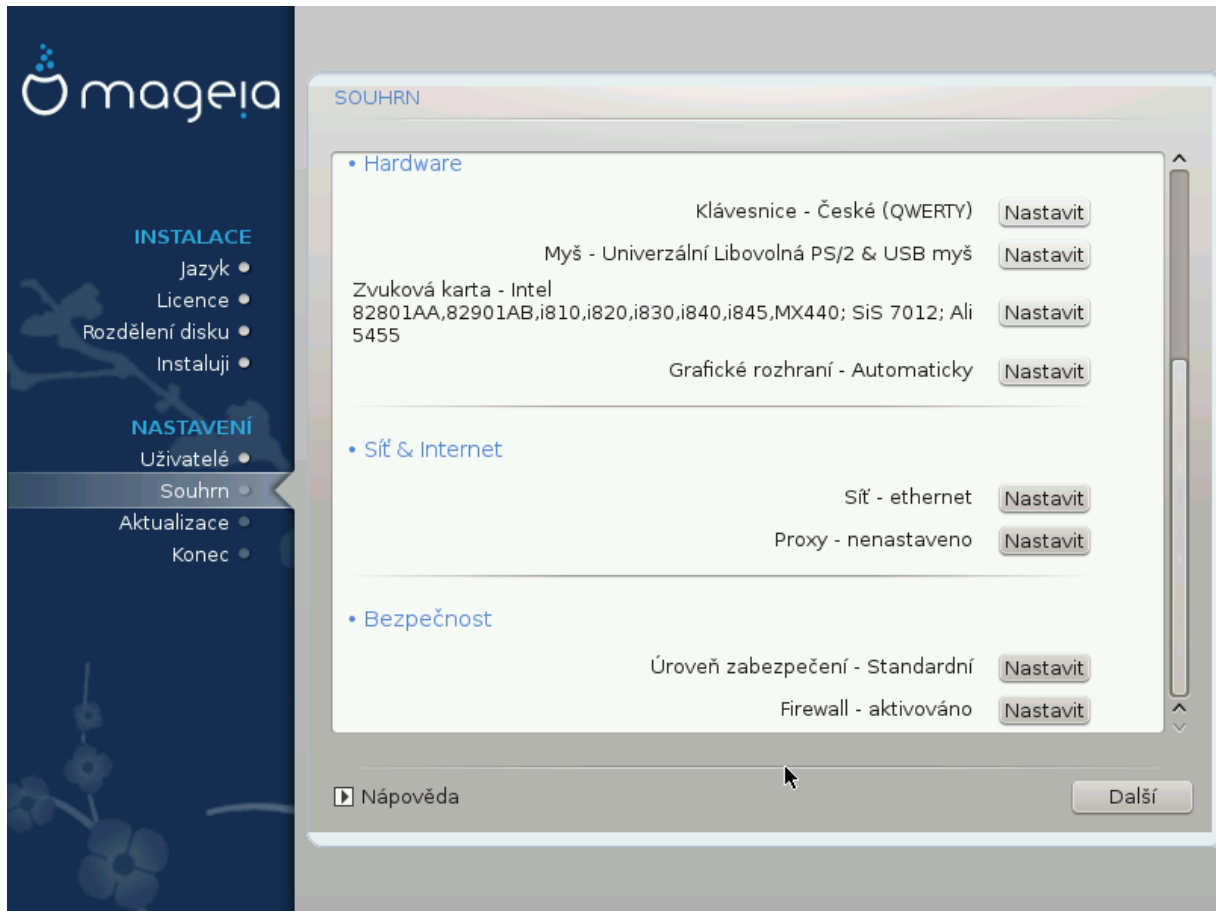 mageia
INSTALACE
Jazyk
Licence
Rozdělení disku
Instaluji
NASTAVENÍ
Uživatelé
Souhrn
Aktualizace
Konec
SOUHRN
• Hardware
Klávesnice - České (QWERTY) Nastavit
Myš - Univerzální Libovolná PS/2 & USB myš Nastavit
Zvuková karta - Intel
82801AA,82901AB,i810,i820,i830,i840,i845,MX440; SiS 7012; Ali Nastavit
5455
Grafické rozhraní - Automaticky Nastavit
• Síť & Internet
Síť - ethernet Nastavit
Proxy - nenastaveno Nastavit
• Bezpečnost
Úroveň zabezpečení - Standardní Nastavit
Firewall - aktivováno Nastavit
Nápověda
Další